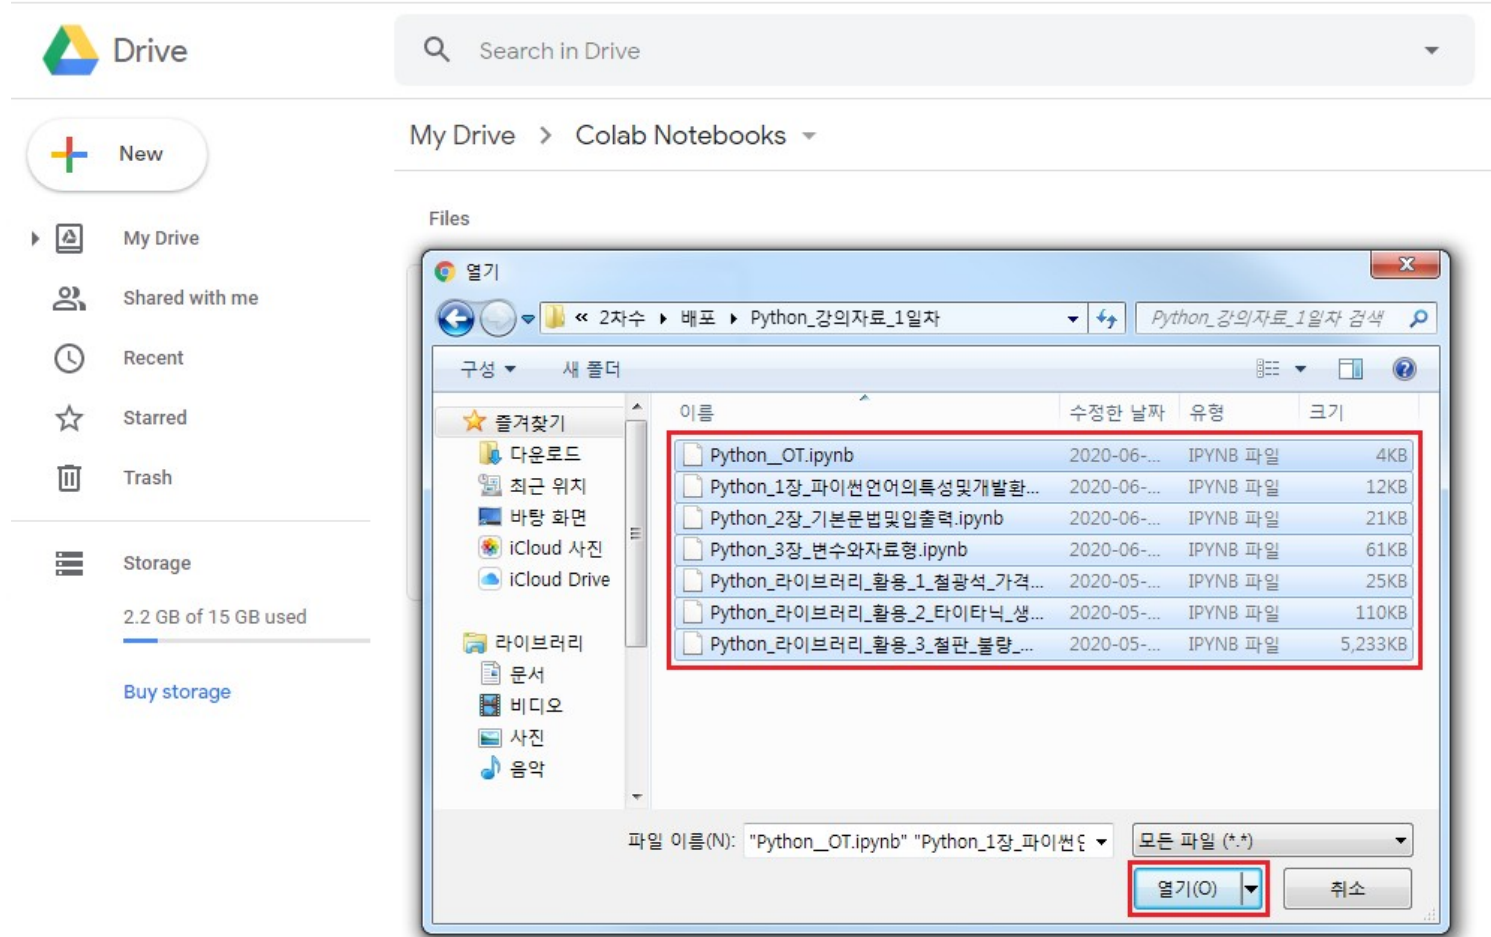 Drive
Search in Drive
New
My Drive > Colab Notebooks
My Drive
Shared with me
Recent
Starred
Trash
Storage
2.2 GB of 15 GB used
Buy storage
Files
열기
« 2차수 ▸ 배포 ▸ Python_강의자료_1일차
Python_강의자료_1일차 검색
구성 새 폴더
즐겨찾기
다운로드
최근 위치
바탕 화면
iCloud 사진
iCloud Drive
라이브러리
문서
비디오
사진
음악
이름 수정한 날짜 유형 크기
Python__OT.ipynb 2020-06-... IPYNB 파일 4KB
Python_1장_파이썬언어의특성및개발환... 2020-06-... IPYNB 파일 12KB
Python_2장_기본문법및입출력.ipynb 2020-06-... IPYNB 파일 21KB
Python_3장_변수와자료형.ipynb 2020-06-... IPYNB 파일 61KB
Python_라이브러리_활용_1_철광석_가격... 2020-05-... IPYNB 파일 25KB
Python_라이브러리_활용_2_타이타닉_생... 2020-05-... IPYNB 파일 110KB
Python_라이브러리_활용_3_철판_불량_... 2020-05-... IPYNB 파일 5,233KB
파일 이름(N): "Python__OT.ipynb" "Python_1장_파이썬 모든 파일 (*.*)
열기(O) 취소